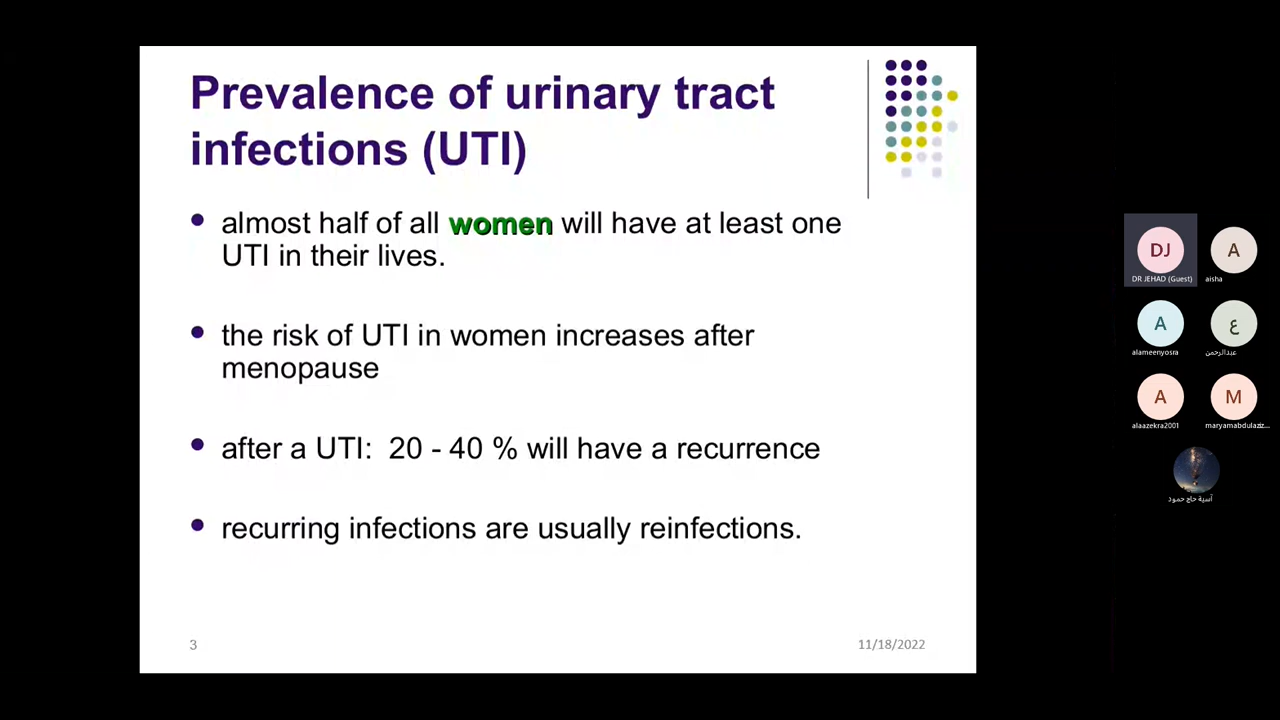 Prevalence of urinary tract
infections (UTI)
almost half of all women will have at least one
UTI in their lives.
the risk of UTI in women increases after
menopause
after a UTI: 20 - 40 % will have a recurrence
recurring infections are usually reinfections.
3
11/18/2022
DJ
A
DR JEHAD (Guest)
aisha
A
ع
alameenyosra
عبدالرحمن
A
M
alaazekra2001
maryamabdulaziz...
آسية حاج حمود